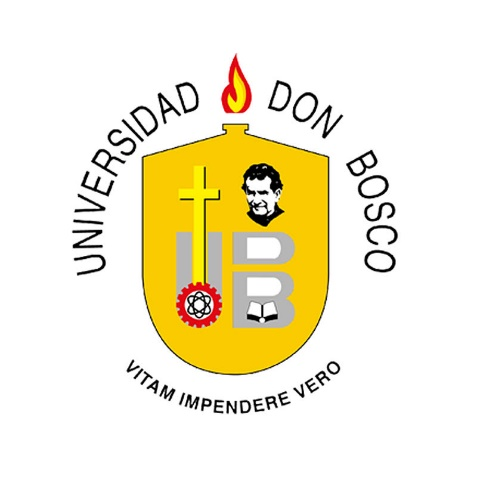 UNIVERSIDAD DON BOSCO
UDB
VITAM IMPENDERE VERO